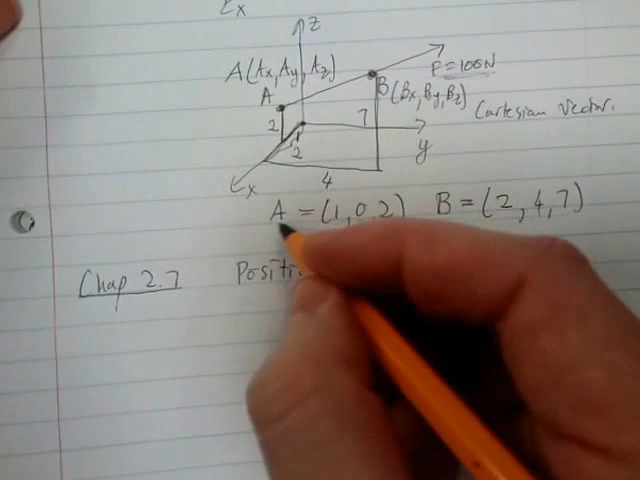 x
z
A(Ax, Ay, Az)
F = 100N
A
B(Bx, By, Bz)
Cartesian Vector.
2
1
7
2
y
x
4
A = (1, 0, 2) B = (2, 4, 7)
Chap 2.7